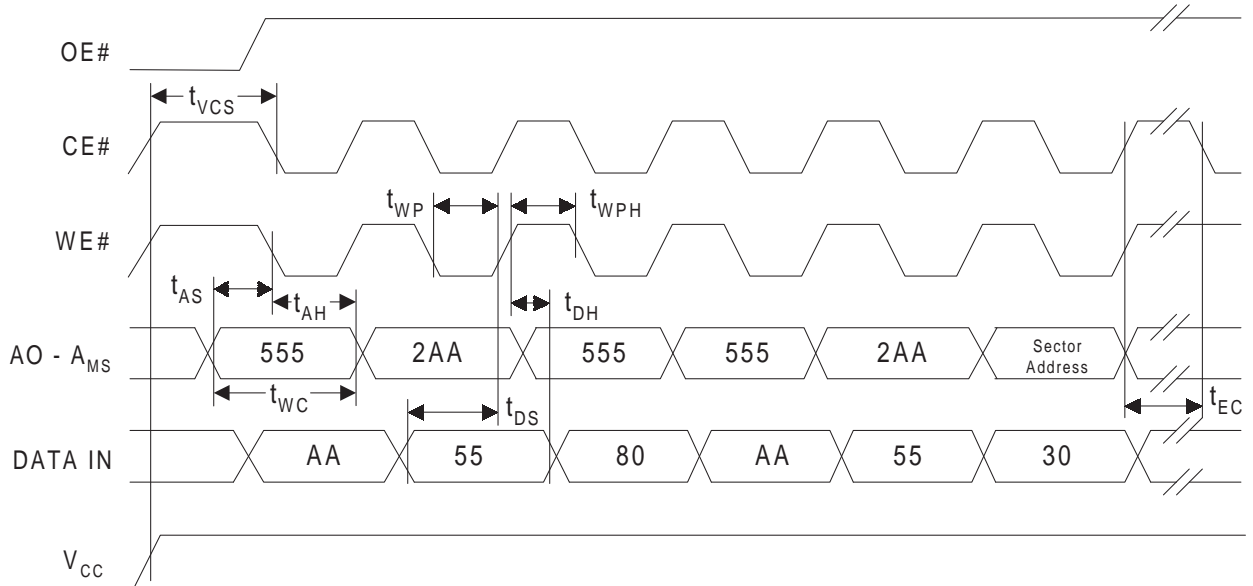 OE#
tVCS
CE#
tWP
tWPH
WE#
tAS
tAH
tDH
AO - AMS
555
2AA
555
555
2AA
Sector
Address
tWC
tDS
tEC
DATA IN
AA
55
80
AA
55
30
VCC